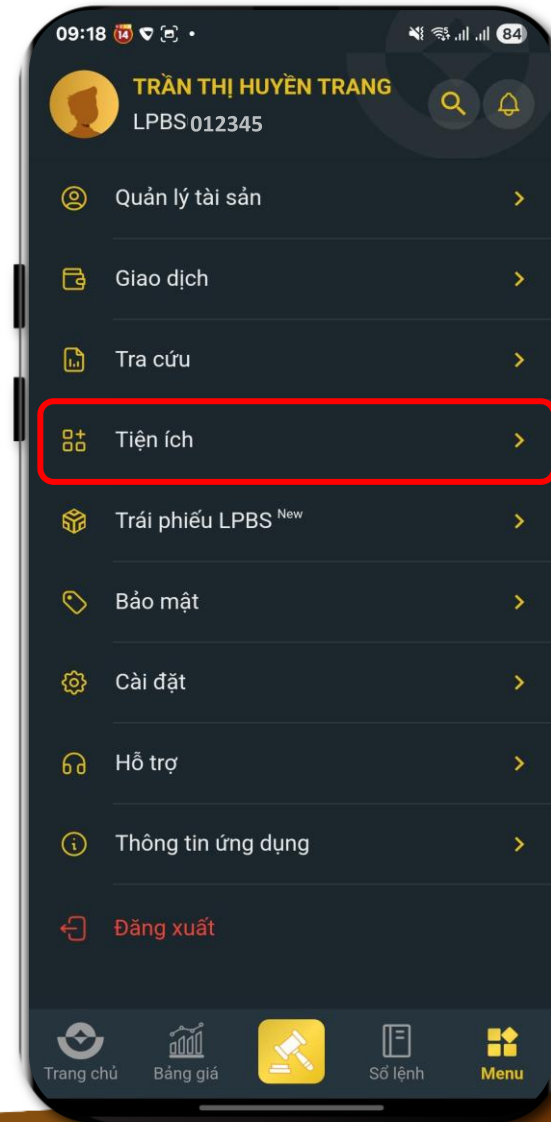 09:18 14 84
TRẦN THỊ HUYỀN TRANG
LPBS 012345
Quản lý tài sản
Giao dịch
Tra cứu
Tiện ích
Trái phiếu LPBS New
Bảo mật
Cài đặt
Hỗ trợ
Thông tin ứng dụng
Đăng xuất
Trang chủ Bảng giá Sổ lệnh Menu